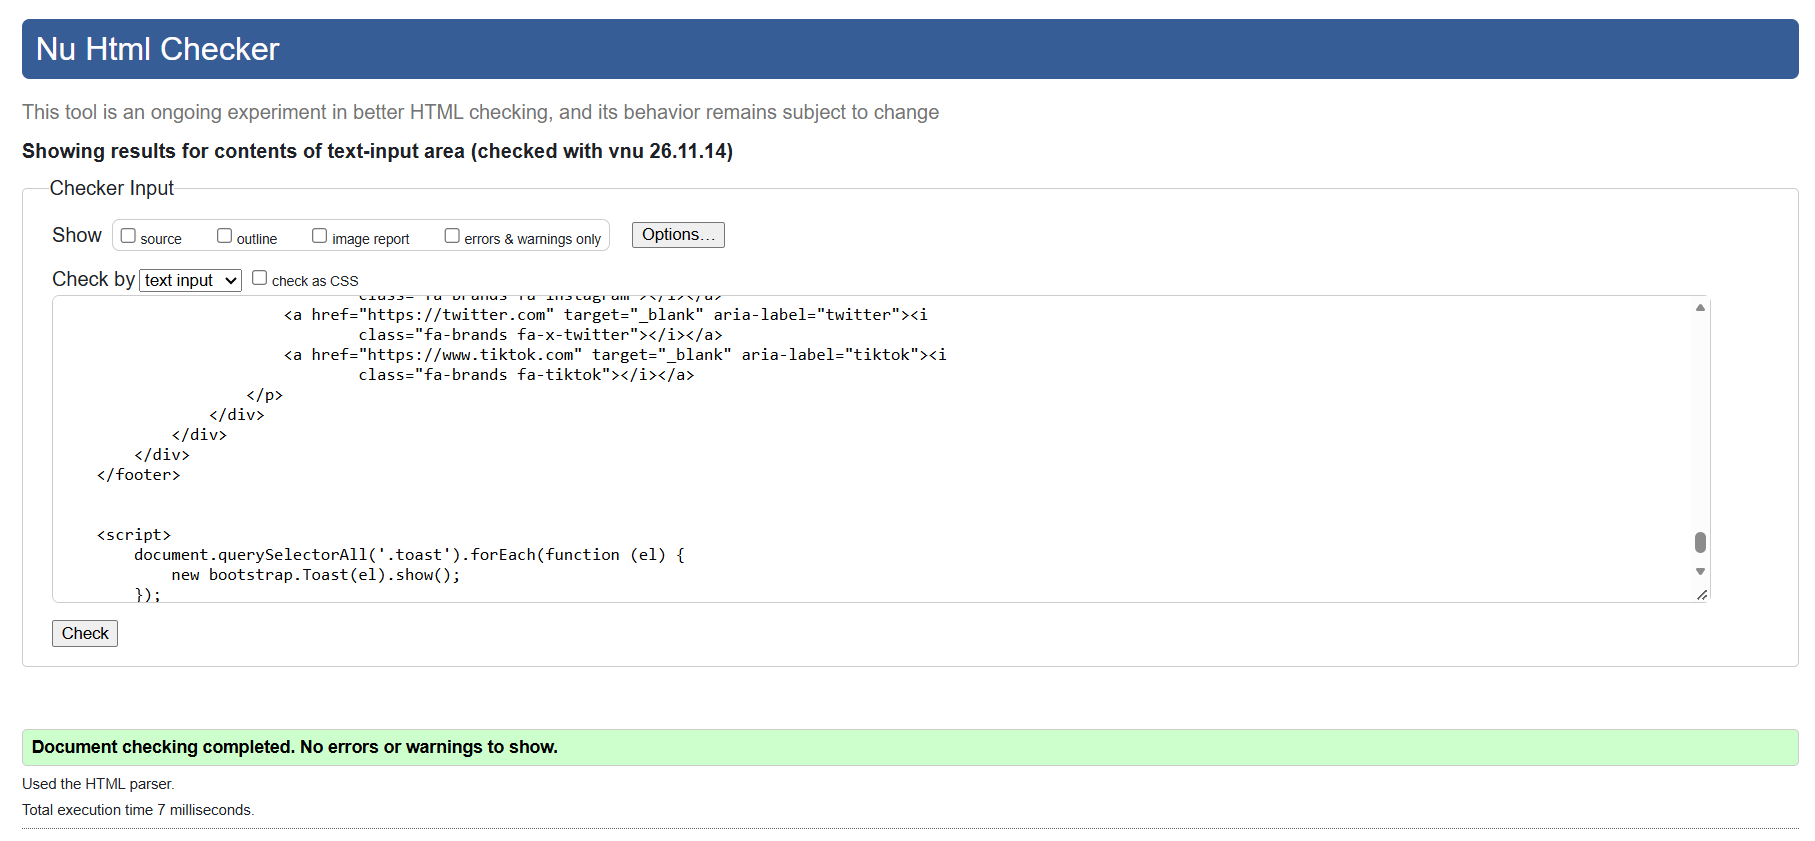 Nu Html Checker
This tool is an ongoing experiment in better HTML checking, and its behavior remains subject to change
Showing results for contents of text-input area (checked with vnu 26.11.14)
Checker Input
Show source outline image report errors & warnings only Options...
Check by text input check as CSS
class="fa-brands fa-instagram"></i></a>
<a href="https://twitter.com" target="_blank" aria-label="twitter"><i
class="fa-brands fa-x-twitter"></i></a>
<a href="https://www.tiktok.com" target="_blank" aria-label="tiktok"><i
class="fa-brands fa-tiktok"></i></a>
</p>
</div>
</div>
</div>
</footer>
<script>
document.querySelectorAll('.toast').forEach(function (el) {
new bootstrap.Toast(el).show();
});
Check
Document checking completed. No errors or warnings to show.
Used the HTML parser.
Total execution time 7 milliseconds.